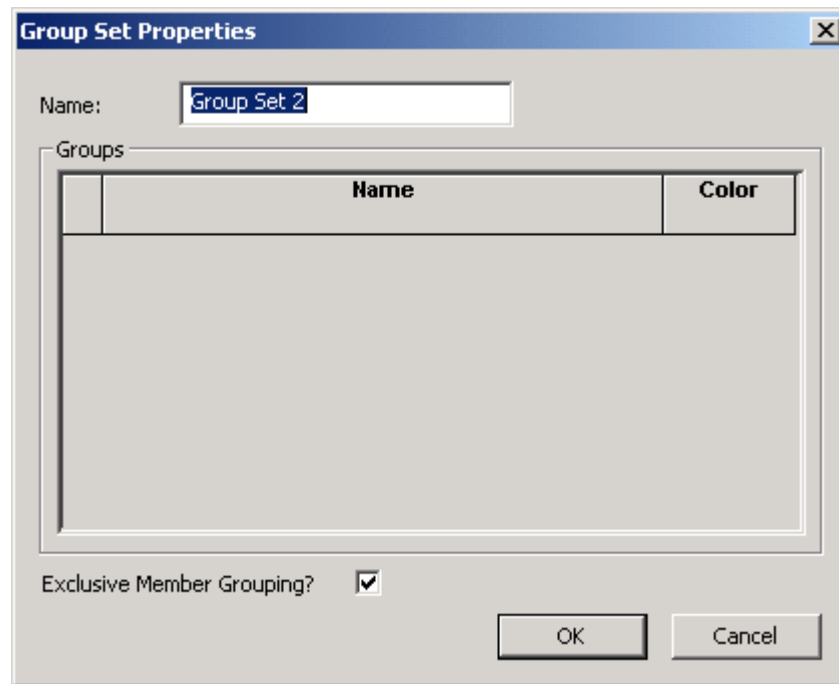 Group Set Properties
Name: Group Set 2
Groups
Name Color
Exclusive Member Grouping?
OK Cancel